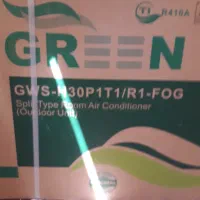 T1 R410A
GREEN
GWS-H30P1T1/R1-FOG
Split Type Room Air Conditioner
(Outdoor Unit)